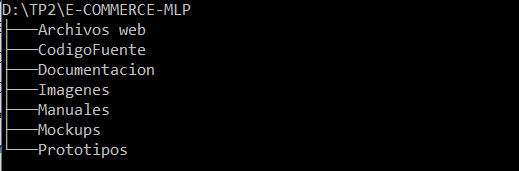 D:\TP2\E-COMMERCE-MLP
├───Archivos web
├───CodigoFuente
├───Documentacion
├───Imagenes
├───Manuales
├───Mockups
└───Prototipos